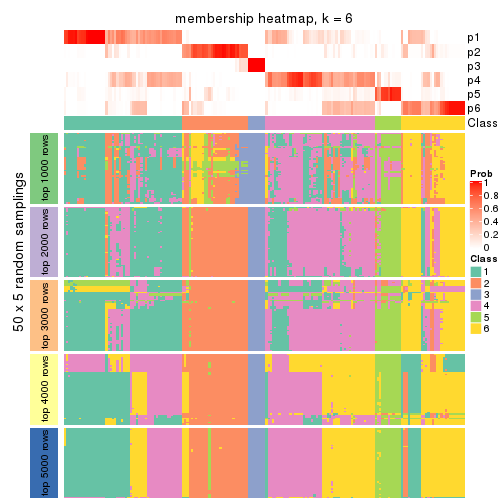 membership heatmap, k = 6
p1
p2
p3
p4
p5
p6
Class
50 x 5 random samplings
top 1000 rows
top 2000 rows
top 3000 rows
top 4000 rows
top 5000 rows
Prob
1
0.8
0.6
0.4
0.2
0
Class
1
2
3
4
5
6